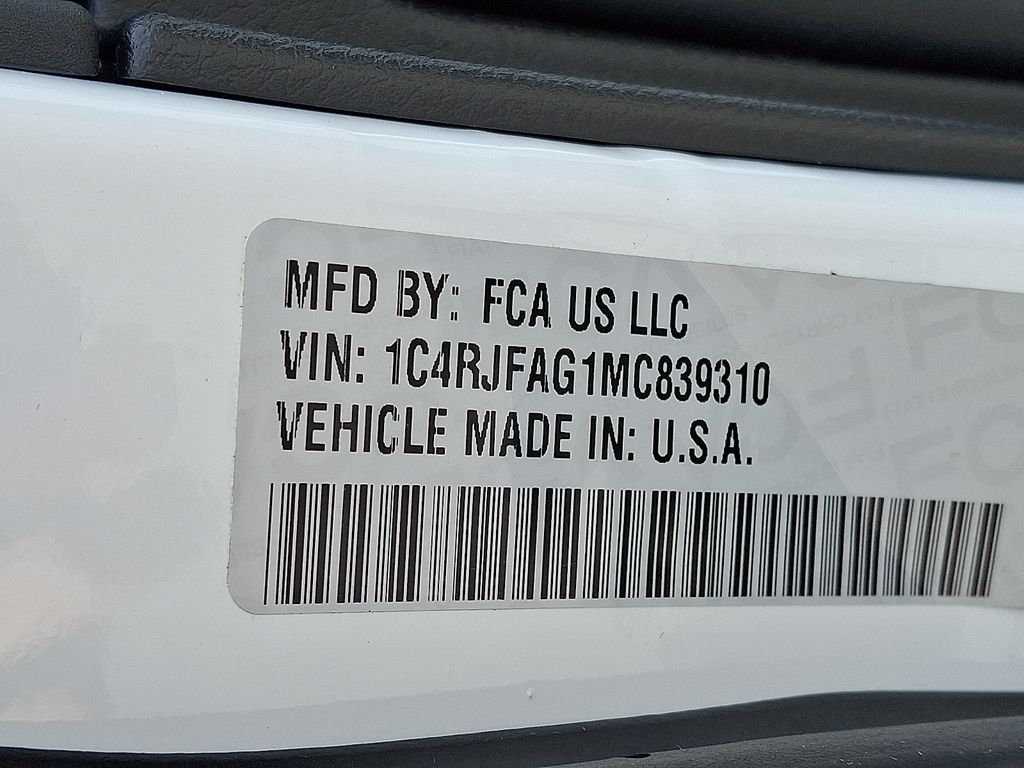 MFD BY: FCA US LLC
VIN: 1C4RJFAG1MC839310
VEHICLE MADE IN: U.S.A.